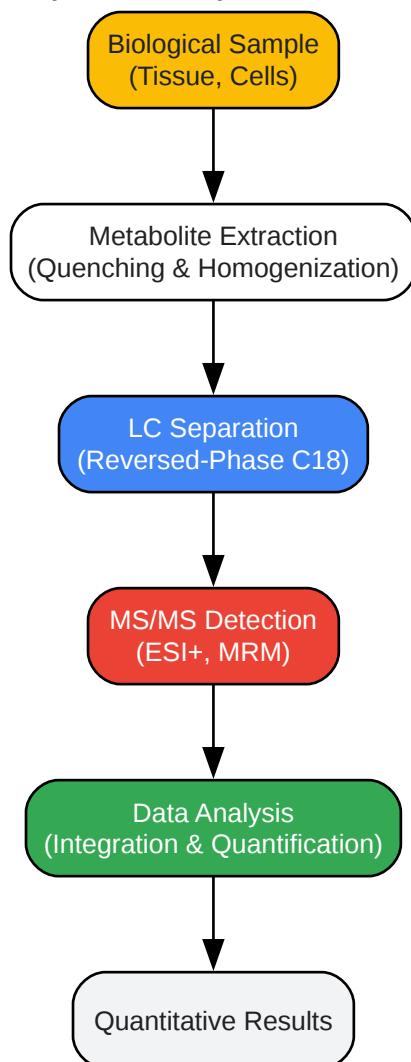 Biological Sample
(Tissue, Cells)
Metabolite Extraction
(Quenching & Homogenization)
LC Separation
(Reversed-Phase C18)
MS/MS Detection
(ESI+, MRM)
Data Analysis
(Integration & Quantification)
Quantitative Results